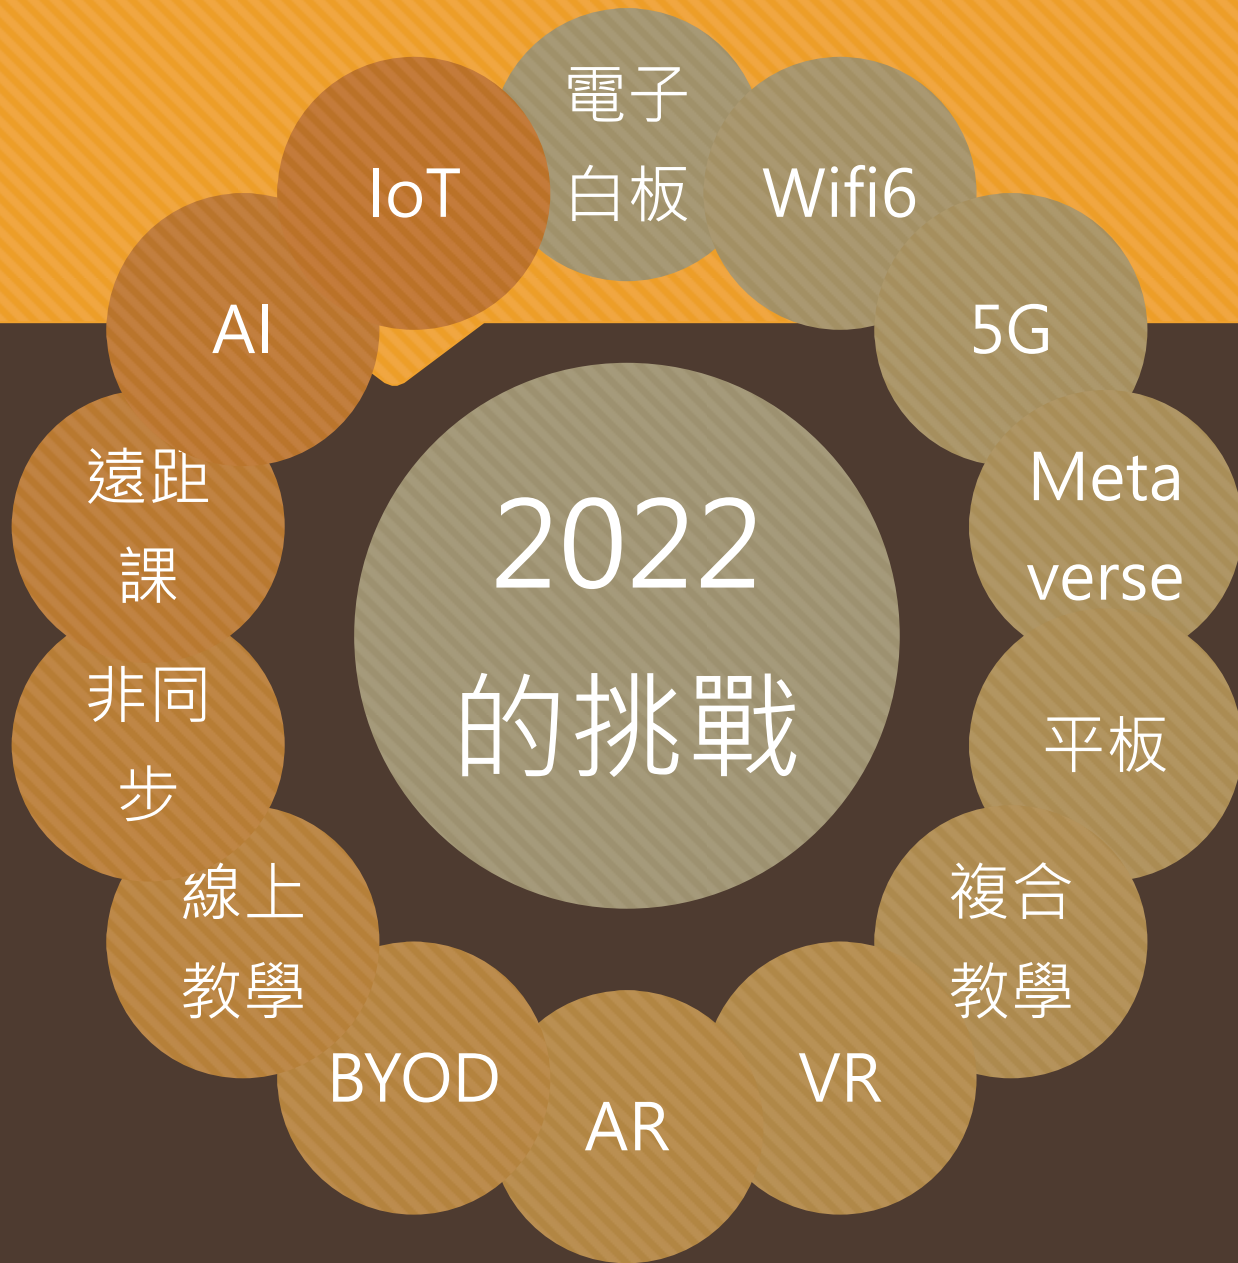 電子
白板
Wifi6
5G
Meta
verse
平板
複合
教學
VR
AR
BYOD
線上
教學
非同
步
遠距
課
AI
IoT
2022
的挑戰